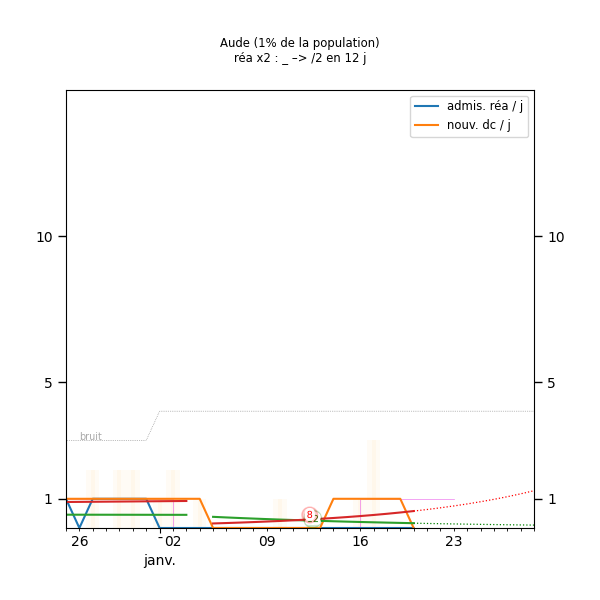 Aude (1% de la population)
réa x2 : _ –> /2 en 12 j
admis. réa / j
nouv. dc / j
10 10
5 5
bruit
1 1
8
26 02 09 16 23
janv.